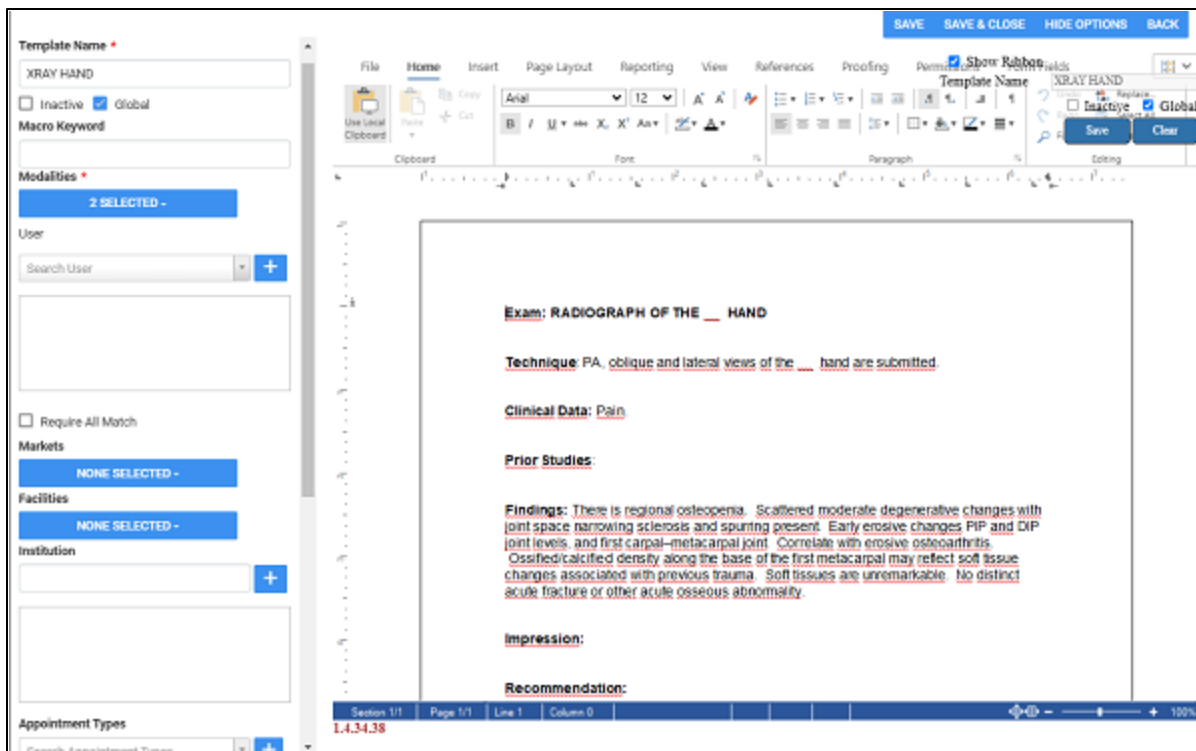 SAVE SAVE & CLOSE HIDE OPTIONS BACK
Template Name *
XRAY HAND
Inactive Global
Macro Keyword
Modalities *
2 SELECTED -
User
Search User
+
Require All Match
Markets
NONE SELECTED -
Facilities
NONE SELECTED -
Institution
+
Appointment Types
Search Appointment Types
+
File Home Insert Page Layout Reporting View References Proofing
Show Ribbon
Template Name XRAY HAND
Inactive Global
Save Clear
Use Local Clipboard
Paste
Copy
Cut
Clipboard
Arial 12
Font
Paragraph
Undo
Replace...
Editing
Exam: RADIOGRAPH OF THE __ HAND
Technique: PA, oblique and lateral views of the __ hand are submitted.
Clinical Data: Pain.
Prior Studies:
Findings: There is regional osteopenia. Scattered moderate degenerative changes with
joint space narrowing sclerosis and spurring present. Early erosive changes PIP and DIP
joint levels, and first carpal–metacarpal joint. Correlate with erosive osteoarthritis.
Ossified/calcified density along the base of the first metacarpal may reflect soft tissue
changes associated with previous trauma. Soft tissues are unremarkable. No distinct
acute fracture or other acute osseous abnormality.
Impression:
Recommendation:
Section 1/1 Page 1/1 Line 1 Column 0 100%
1.4.34.38